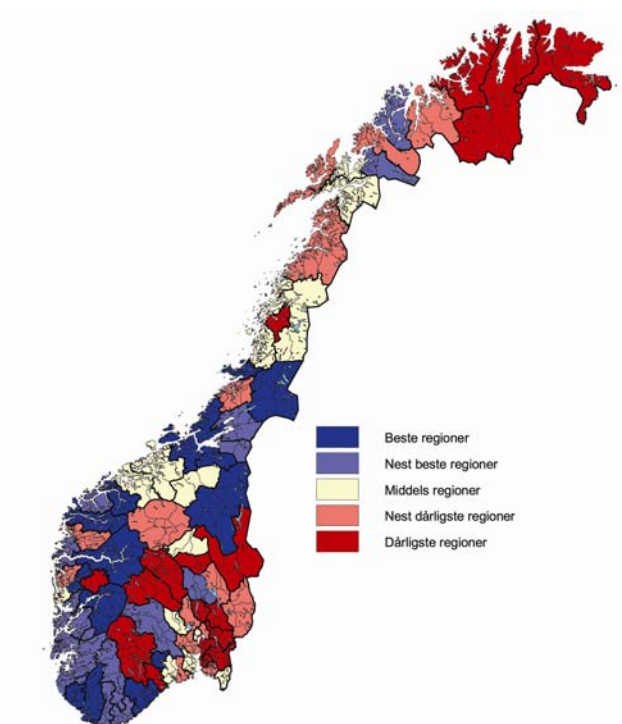 Beste regioner
Nest beste regioner
Middels regioner
Nest dårligste regioner
Dårligste regioner